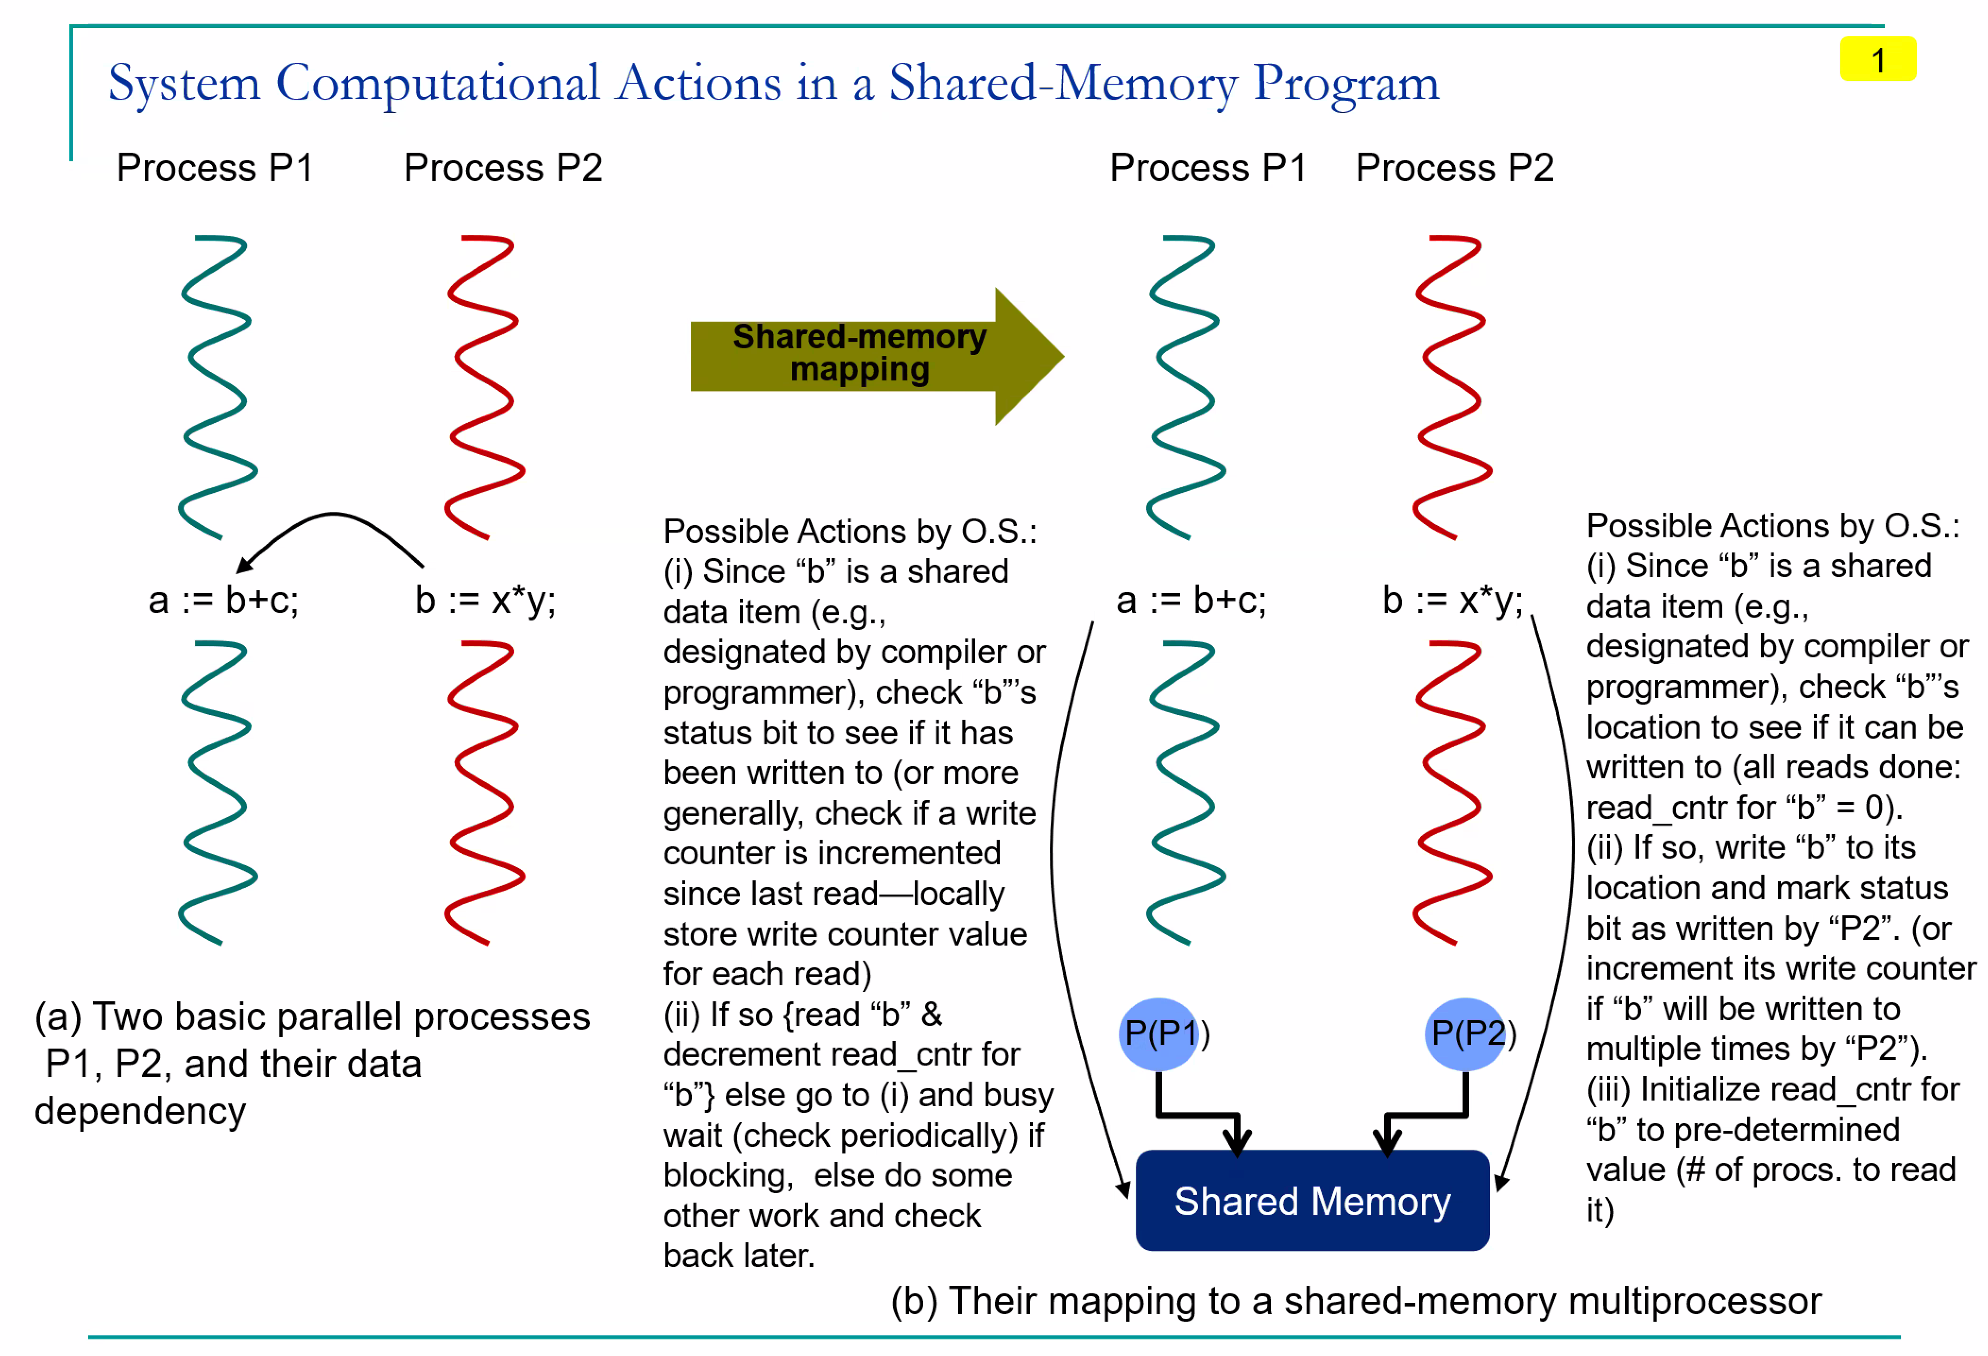 System Computational Actions in a Shared-Memory Program
1
Process P1
Process P2
Process P1
Process P2
Shared-memory
mapping
a := b+c;
b := x*y;
a := b+c;
b := x*y;
(a) Two basic parallel processes
P1, P2, and their data
dependency
Possible Actions by O.S.:
(i) Since “b” is a shared
data item (e.g.,
designated by compiler or
programmer), check “b”’s
status bit to see if it has
been written to (or more
generally, check if a write
counter is incremented
since last read—locally
store write counter value
for each read)
(ii) If so {read “b” &
decrement read_cntr for
“b”} else go to (i) and busy
wait (check periodically) if
blocking,  else do some
other work and check
back later.
P(P1)
P(P2)
Shared Memory
Possible Actions by O.S.:
(i) Since “b” is a shared
data item (e.g.,
designated by compiler or
programmer), check “b”’s
location to see if it can be
written to (all reads done:
read_cntr for “b” = 0).
(ii) If so, write “b” to its
location and mark status
bit as written by “P2”. (or
increment its write counter
if “b” will be written to
multiple times by “P2”).
(iii) Initialize read_cntr for
“b” to pre-determined
value (# of procs. to read
it)
(b) Their mapping to a shared-memory multiprocessor